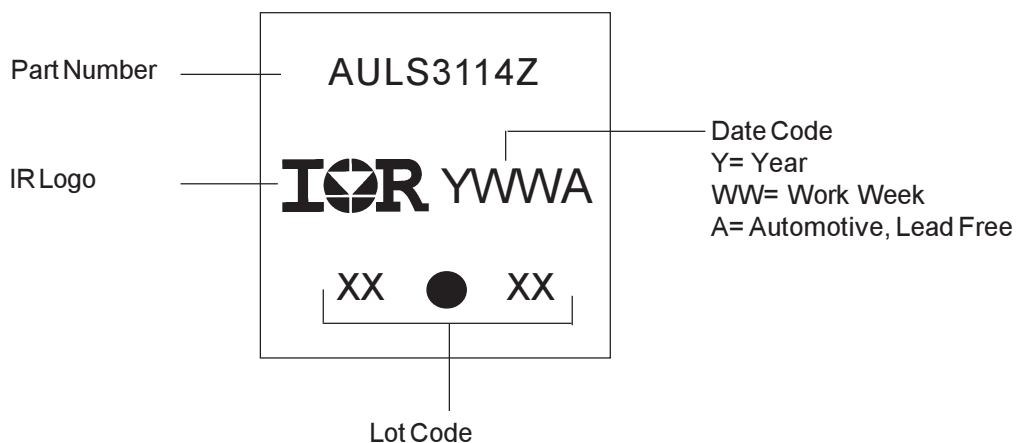 Part Number
AULS3114Z
IR Logo
IOR YWWA
Date Code
Y= Year
WW= Work Week
A= Automotive, Lead Free
XX XX
Lot Code